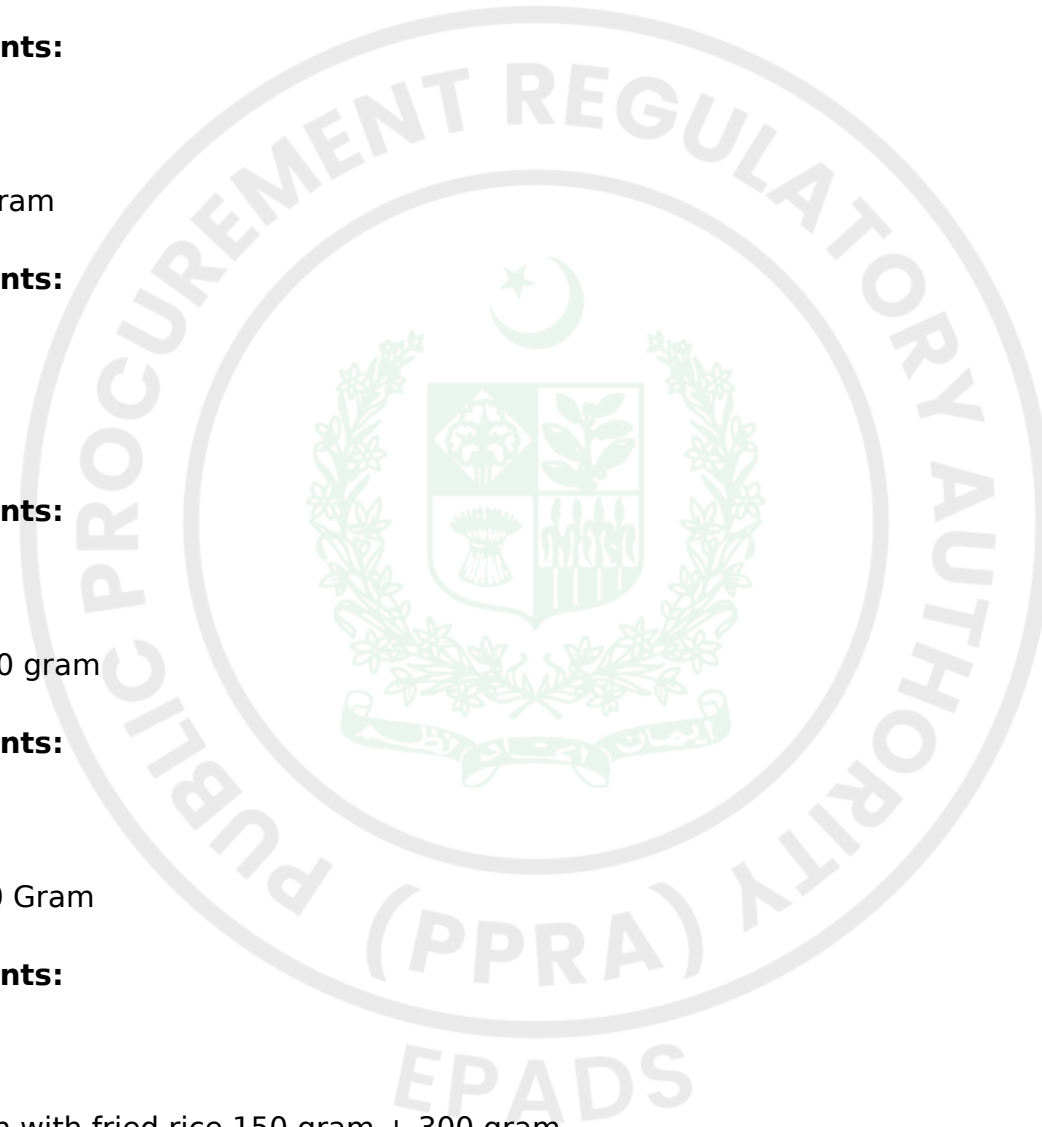 nts:
ram
nts:
nts:
0 gram
nts:
Gram
nts:
with fried rice 150 gram + 300 gram
PUBLIC PROCUREMENT REGULATORY AUTHORITY
(PPRA)
EPADS